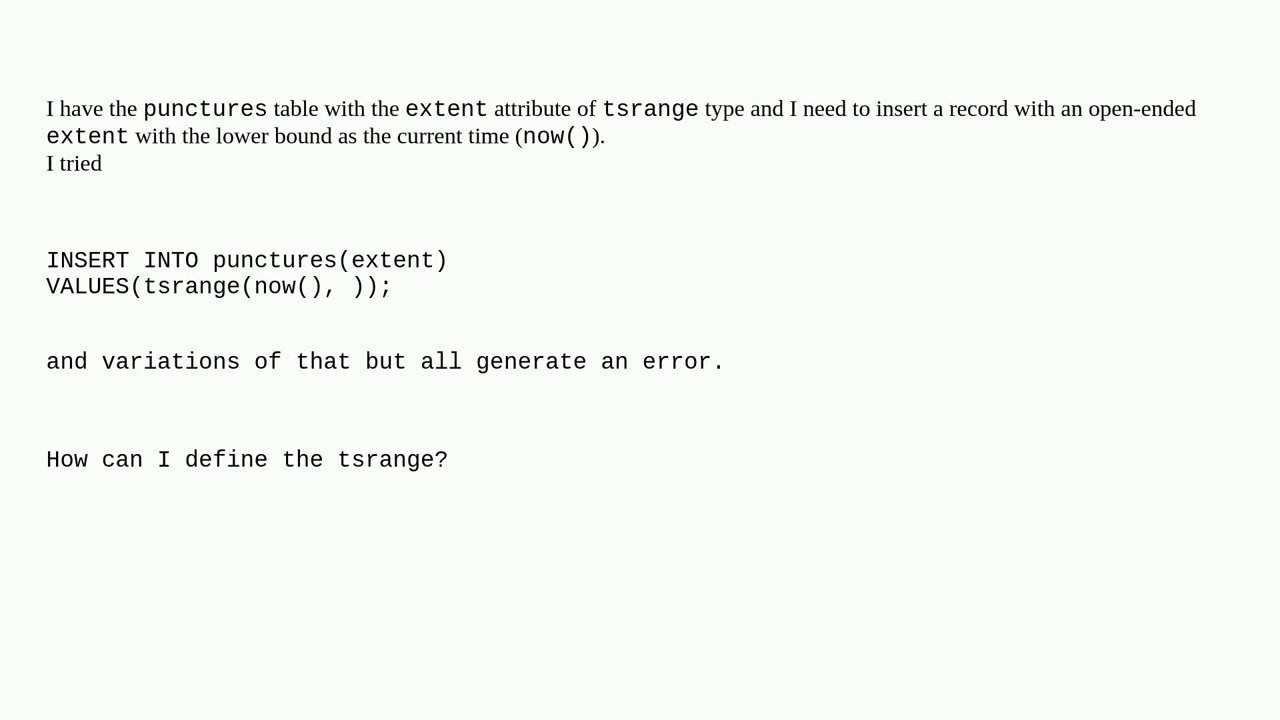 I have the punctures table with the extent attribute of tsrange type and I need to insert a record with an open-ended
extent with the lower bound as the current time (now()).
I tried
INSERT INTO punctures(extent)
VALUES(tsrange(now(), ));
and variations of that but all generate an error.
How can I define the tsrange?